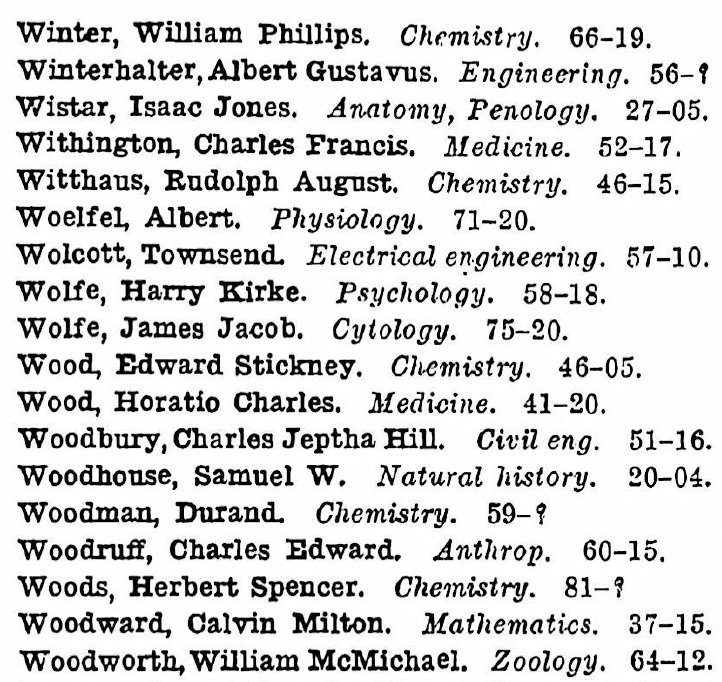 Winter, William Phillips. Chemistry. 66–19.
Winterhalter, Albert Gustavus. Engineering. 56–?
Wistar, Isaac Jones. Anatomy, Penology. 27–05.
Withington, Charles Francis. Medicine. 52–17.
Witthaus, Rudolph August. Chemistry. 46–15.
Woelfel, Albert. Physiology. 71–20.
Wolcott, Townsend. Electrical engineering. 57–10.
Wolfe, Harry Kirke. Psychology. 58–18.
Wolfe, James Jacob. Cytology. 75–20.
Wood, Edward Stickney. Chemistry. 46–05.
Wood, Horatio Charles. Medicine. 41–20.
Woodbury, Charles Jeptha Hill. Civil eng. 51–16.
Woodhouse, Samuel W. Natural history. 20–04.
Woodman, Durand. Chemistry. 59–?
Woodruff, Charles Edward. Anthrop. 60–15.
Woods, Herbert Spencer. Chemistry. 81–?
Woodward, Calvin Milton. Mathematics. 37–15.
Woodworth, William McMichael. Zoology. 64–12.